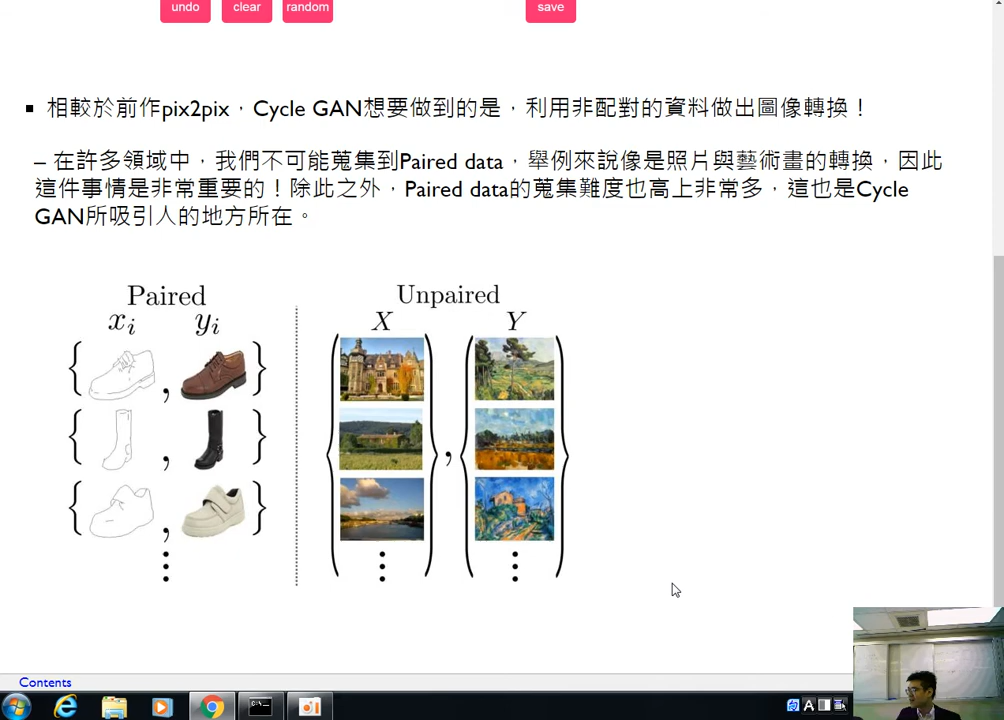 undo clear random save
▪ 相較於前作pix2pix，Cycle GAN想要做到的是，利用非配對的資料做出圖像轉換！
– 在許多領域中，我們不可能蒐集到Paired data，舉例來說像是照片與藝術畫的轉換，因此
這件事情是非常重要的！除此之外，Paired data的蒐集難度也高上非常多，這也是Cycle
GAN所吸引人的地方所在。
Paired
x_i y_i
Unpaired
X Y
Contents
A